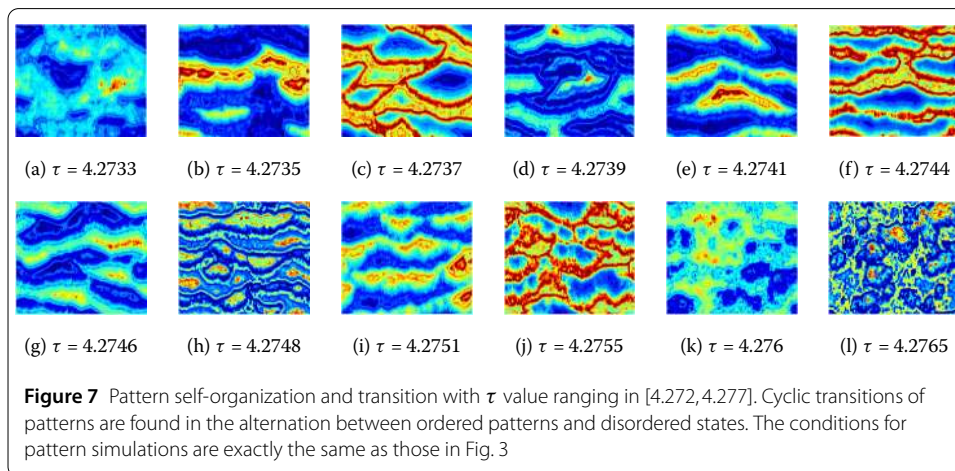 (a) τ = 4.2733 (b) τ = 4.2735 (c) τ = 4.2737 (d) τ = 4.2739 (e) τ = 4.2741 (f) τ = 4.2744
(g) τ = 4.2746 (h) τ = 4.2748 (i) τ = 4.2751 (j) τ = 4.2755 (k) τ = 4.276 (l) τ = 4.2765
Figure 7 Pattern self-organization and transition with τ value ranging in [4.272, 4.277]. Cyclic transitions of
patterns are found in the alternation between ordered patterns and disordered states. The conditions for
pattern simulations are exactly the same as those in Fig. 3